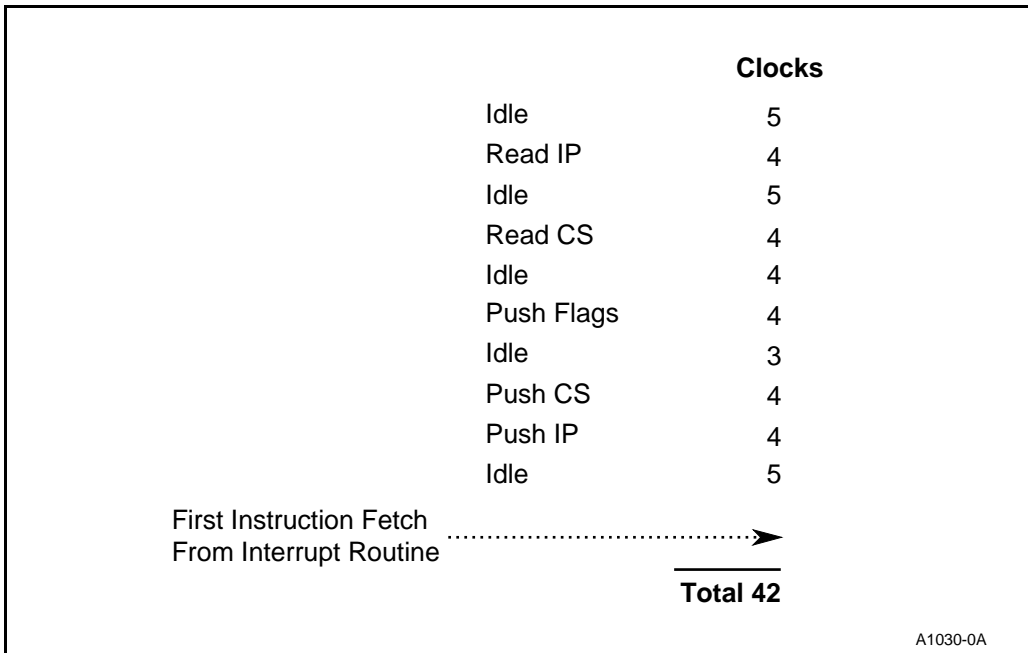 Clocks
Idle 5
Read IP 4
Idle 5
Read CS 4
Idle 4
Push Flags 4
Idle 3
Push CS 4
Push IP 4
Idle 5
First Instruction Fetch
From Interrupt Routine
Total 42
A1030-0A